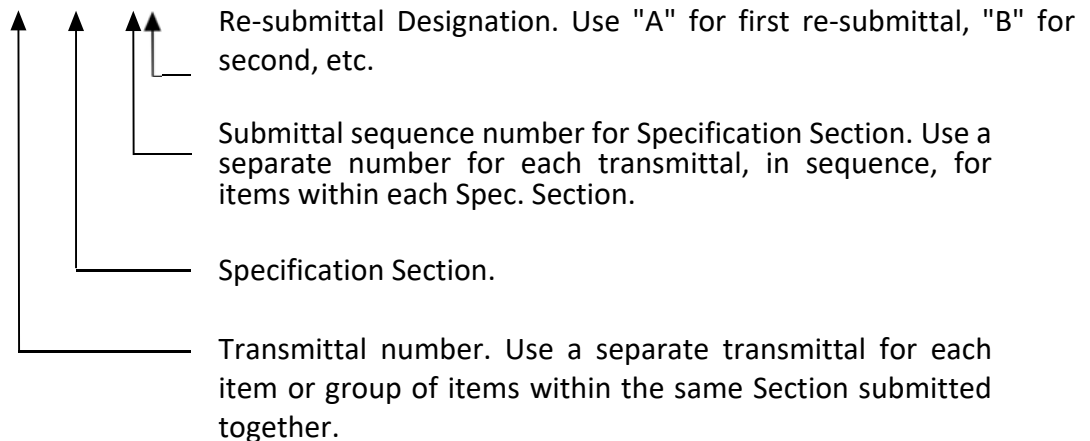 Re-submittal Designation. Use "A" for first re-submittal, "B" for
second, etc.
Submittal sequence number for Specification Section. Use a
separate number for each transmittal, in sequence, for
items within each Spec. Section.
Specification Section.
Transmittal number. Use a separate transmittal for each
item or group of items within the same Section submitted
together.